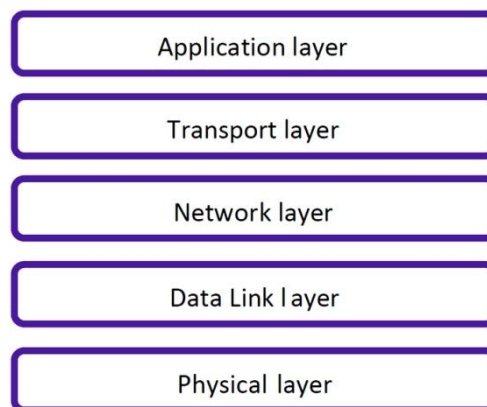 Application layer
Transport layer
Network layer
Data Link layer
Physical layer